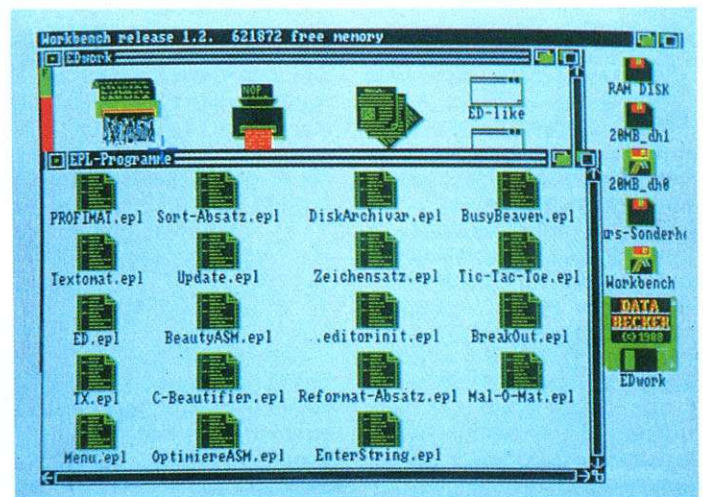 Workbench release 1.2. 621872 free memory
EDwork
NOP
ED-like
RAM DISK
20MB_dh1
20MB_dh0
Workbench
DATA
BECKER
(c) 1988
EDwork
EPL-Programme
PROFIMAT.epl Sort-Absatz.epl DiskArchivar.epl BusyBeaver.epl
Textomat.epl Update.epl Zeichensatz.epl Tic-Tac-Toe.epl
ED.epl BeautyASM.epl .editorinit.epl BreakOut.epl
TX.epl C-Beautifier.epl Reformat-Absatz.epl Mal-O-Mat.epl
Menu.epl OptimiereASM.epl EnterString.epl